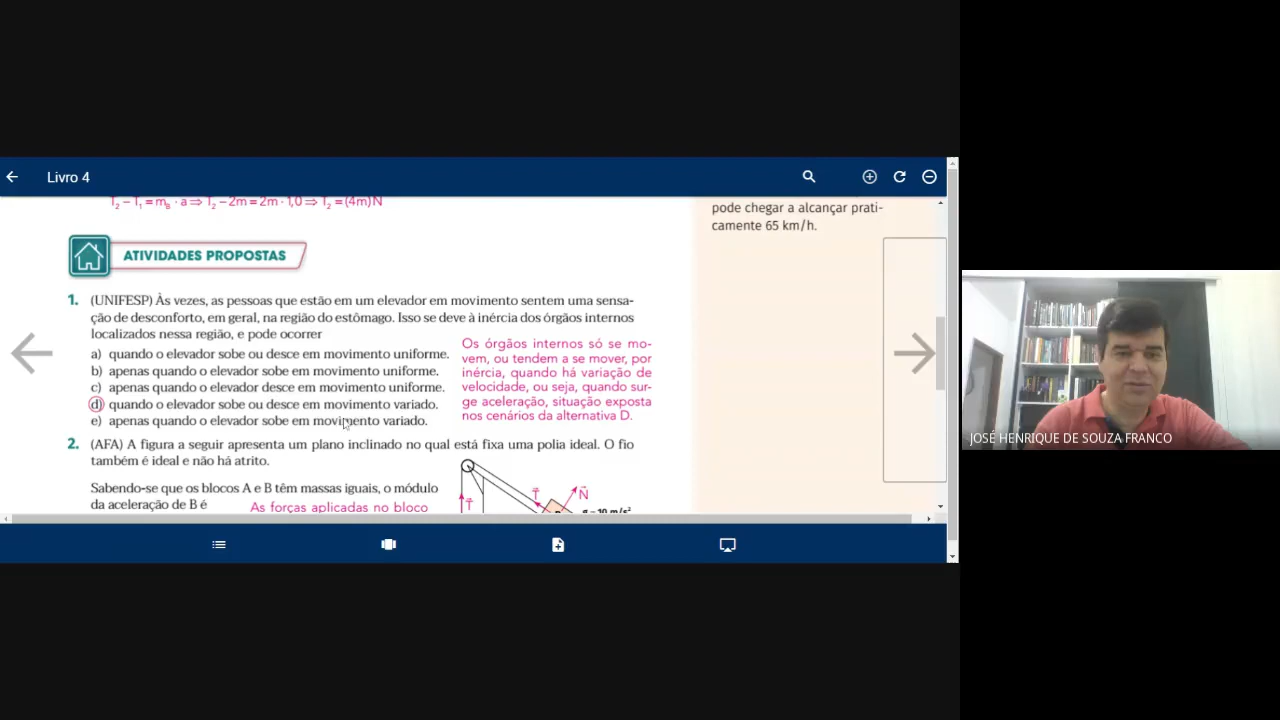 Livro 4
T₂ – T₁ = m_B · a ⇒ T₂ – 2m = 2m · 1,0 ⇒ T₂ = (4m)N
pode chegar a alcançar prati-
camente 65 km/h.
ATIVIDADES PROPOSTAS
1. (UNIFESP) Às vezes, as pessoas que estão em um elevador em movimento sentem uma sensa-
ção de desconforto, em geral, na região do estômago. Isso se deve à inércia dos órgãos internos
localizados nessa região, e pode ocorrer
a) quando o elevador sobe ou desce em movimento uniforme.
b) apenas quando o elevador sobe em movimento uniforme.
c) apenas quando o elevador desce em movimento uniforme.
d) quando o elevador sobe ou desce em movimento variado.
e) apenas quando o elevador sobe em movimento variado.
Os órgãos internos só se mo-
vem, ou tendem a se mover, por
inércia, quando há variação de
velocidade, ou seja, quando sur-
ge aceleração, situação exposta
nos cenários da alternativa D.
2. (AFA) A figura a seguir apresenta um plano inclinado no qual está fixa uma polia ideal. O fio
também é ideal e não há atrito.
Sabendo-se que os blocos A e B têm massas iguais, o módulo
da aceleração de B é
As forças aplicadas no bloco
T
T
N
JOSÉ HENRIQUE DE SOUZA FRANCO